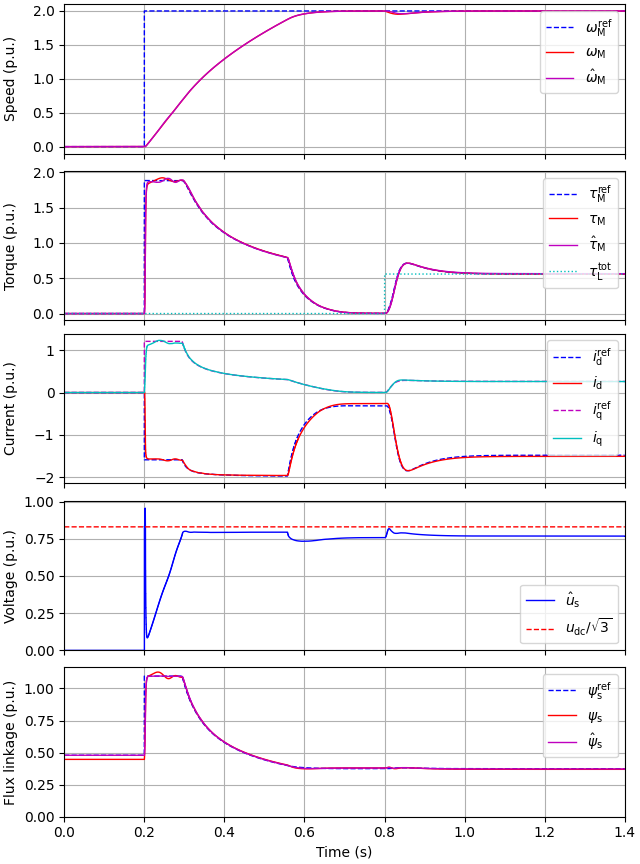 Speed (p.u.)
2.0
1.5
1.0
0.5
0.0
ω_M^ref
ω_M
ω̂_M
Torque (p.u.)
2.0
1.5
1.0
0.5
0.0
τ_M^ref
τ_M
τ̂_M
τ_L^tot
Current (p.u.)
1
0
−1
−2
i_d^ref
i_d
i_q^ref
i_q
Voltage (p.u.)
1.00
0.75
0.50
0.25
0.00
û_s
u_dc/√3
Flux linkage (p.u.)
1.00
0.75
0.50
0.25
0.00
ψ_s^ref
ψ_s
ψ̂_s
0.0 0.2 0.4 0.6 0.8 1.0 1.2 1.4
Time (s)